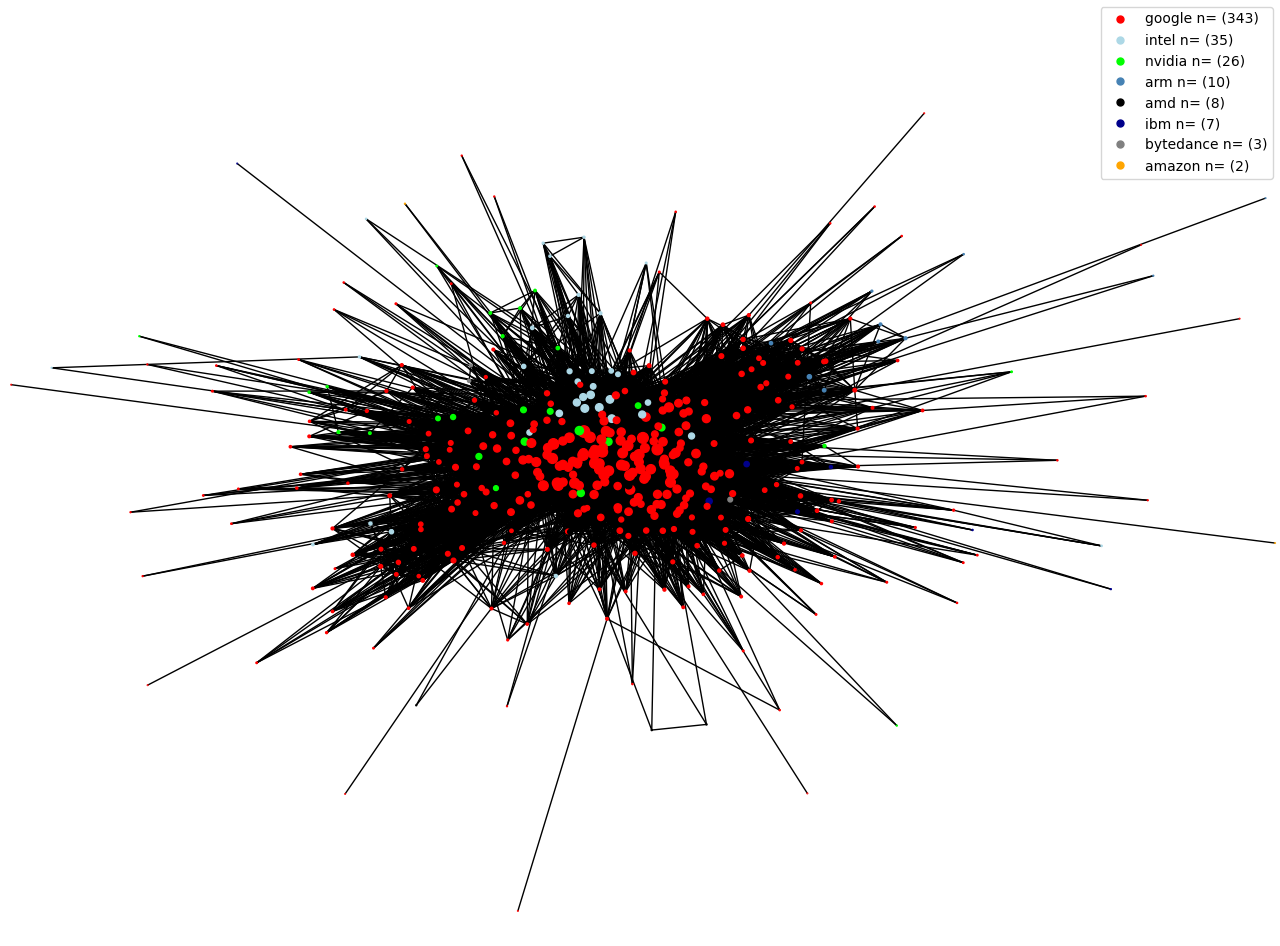 google n= (343)
intel n= (35)
nvidia n= (26)
arm n= (10)
amd n= (8)
ibm n= (7)
bytedance n= (3)
amazon n= (2)